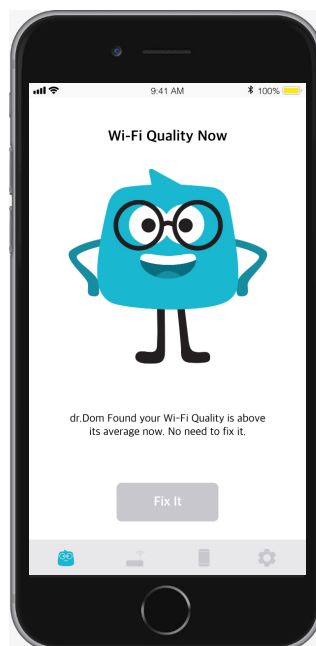 9:41 AM
100%
Wi-Fi Quality Now
dr.Dom Found your Wi-Fi Quality is above
its average now. No need to fix it.
Fix It